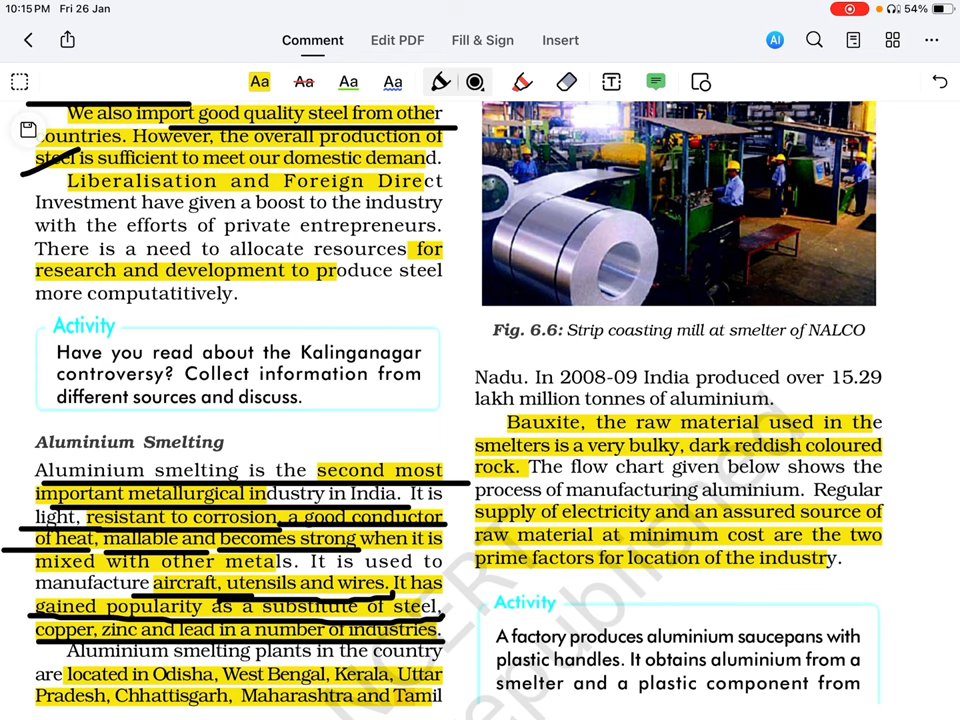 10:15 PM Fri 26 Jan
54%
Comment Edit PDF Fill & Sign Insert
AI
Aa Aa Aa Aa T
We also import good quality steel from other
countries. However, the overall production of
steel is sufficient to meet our domestic demand.
Liberalisation and Foreign Direct
Investment have given a boost to the industry
with the efforts of private entrepreneurs.
There is a need to allocate resources for
research and development to produce steel
more computatitively.
Activity
Have you read about the Kalinganagar
controversy? Collect information from
different sources and discuss.
Aluminium Smelting
Aluminium smelting is the second most
important metallurgical industry in India. It is
light, resistant to corrosion, a good conductor
of heat, mallable and becomes strong when it is
mixed with other metals. It is used to
manufacture aircraft, utensils and wires. It has
gained popularity as a substitute of steel,
copper, zinc and lead in a number of industries.
Aluminium smelting plants in the country
are located in Odisha, West Bengal, Kerala, Uttar
Pradesh, Chhattisgarh, Maharashtra and Tamil
Fig. 6.6: Strip coasting mill at smelter of NALCO
Nadu. In 2008-09 India produced over 15.29
lakh million tonnes of aluminium.
Bauxite, the raw material used in the
smelters is a very bulky, dark reddish coloured
rock. The flow chart given below shows the
process of manufacturing aluminium. Regular
supply of electricity and an assured source of
raw material at minimum cost are the two
prime factors for location of the industry.
Activity
A factory produces aluminium saucepans with
plastic handles. It obtains aluminium from a
smelter and a plastic component from
NCERT
republished